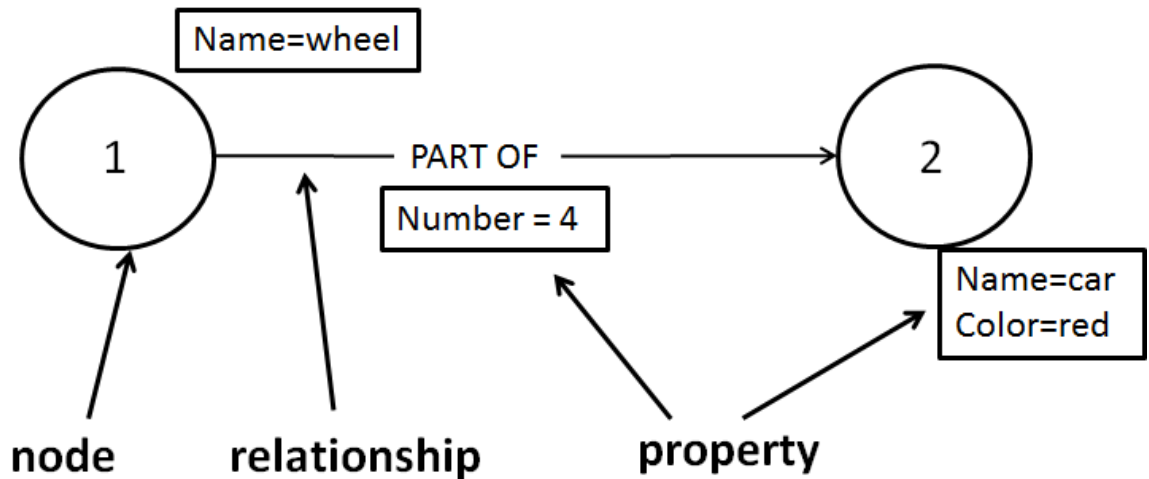 Name=wheel
1
PART OF
2
Number = 4
Name=car
Color=red
node
relationship
property